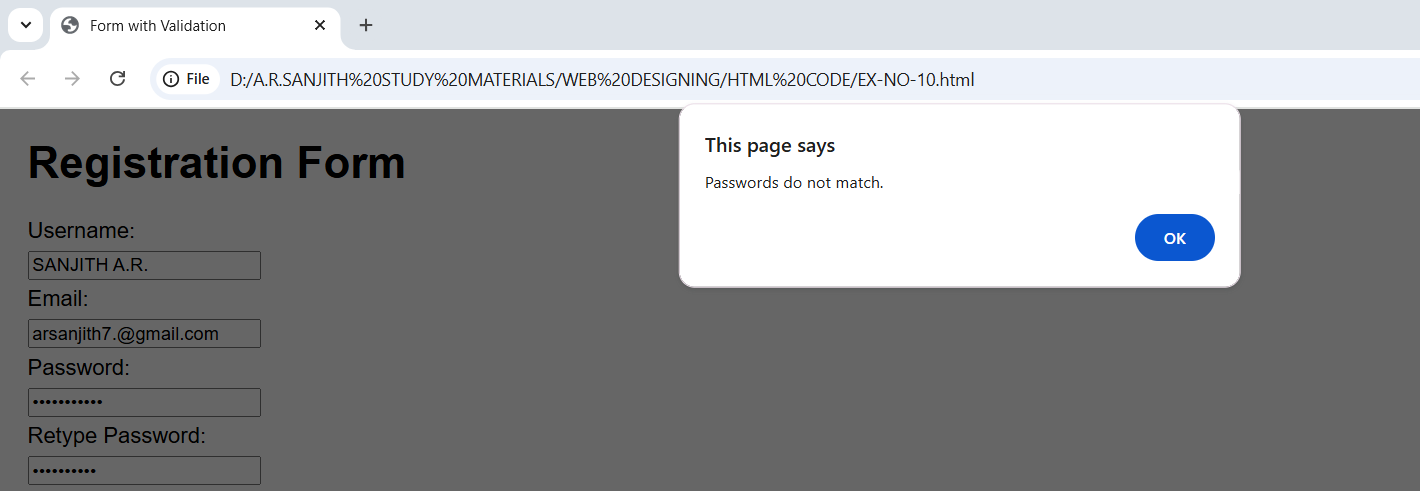 Form with Validation
File D:/A.R.SANJITH%20STUDY%20MATERIALS/WEB%20DESIGNING/HTML%20CODE/EX-NO-10.html
This page says
Passwords do not match.
OK
Registration Form
Username:
SANJITH A.R.
Email:
arsanjith7.@gmail.com
Password:
•••••••••••
Retype Password:
••••••••••